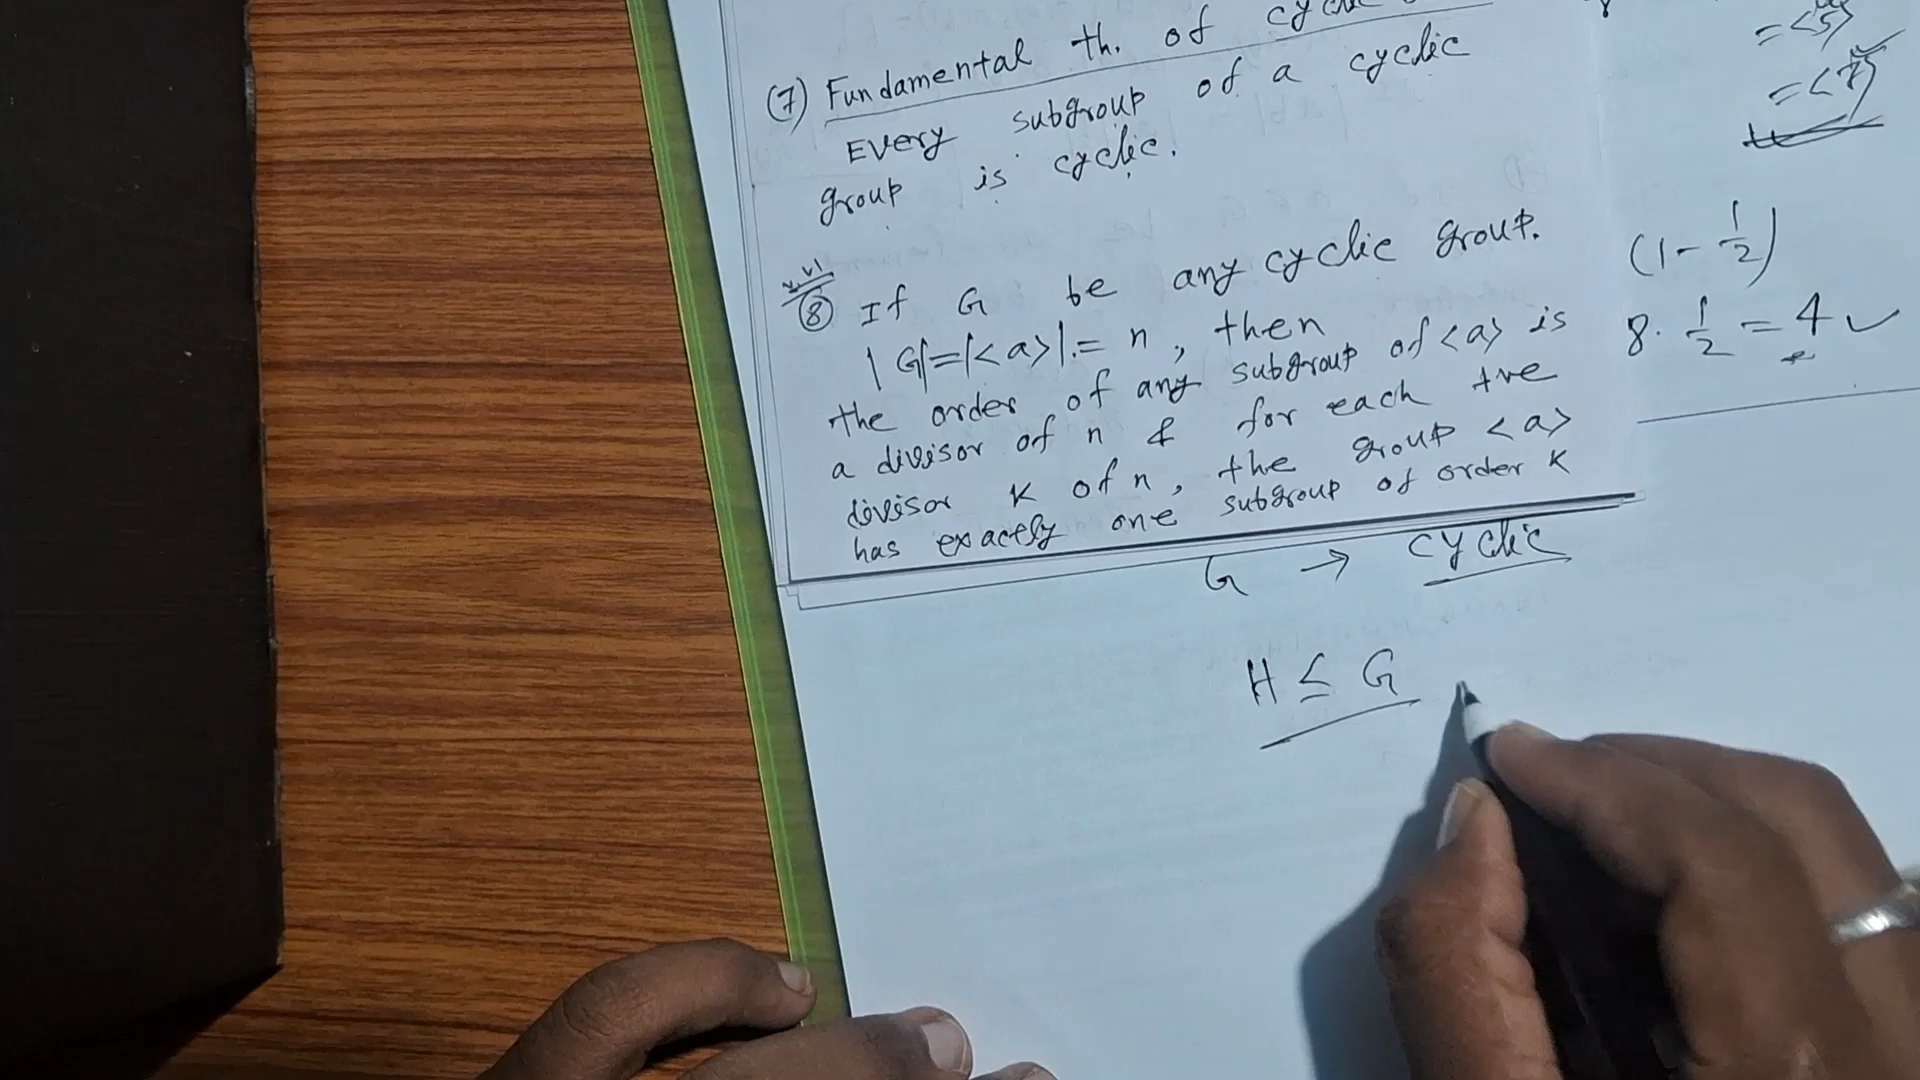 (7) Fundamental th. of
Every subgroup of a cyclic
group is cyclic.
v.v.i
(8) If G be any cyclic group.
|G|=|<a>|.= n, then
the order of any subgroup of <a> is
a divisor of n & for each +ve
divisor K of n, the group <a>
has exactly one subgroup of order K
G → cyclic
H ≤ G
= <5>
= <7>
(1 - 1/2)
8. 1/2 = 4 ✓